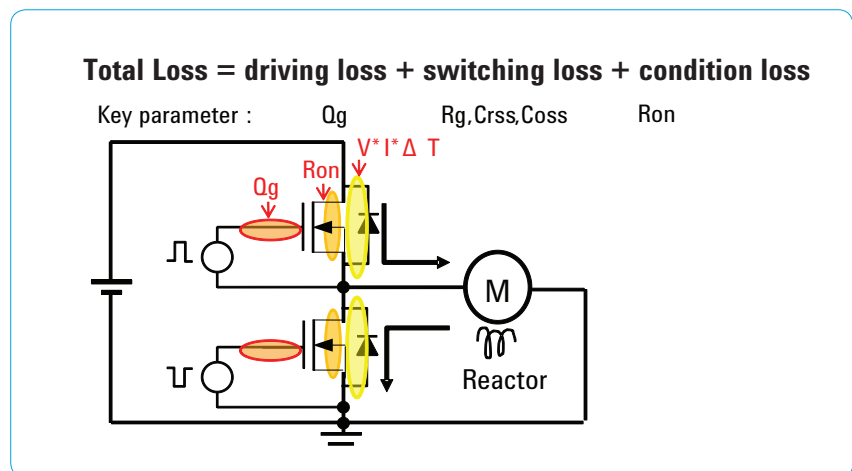 Total Loss = driving loss + switching loss + condition loss
Key parameter : Qg Rg,Crss,Coss Ron
V* I* Δ T
Ron
Qg
M
Reactor